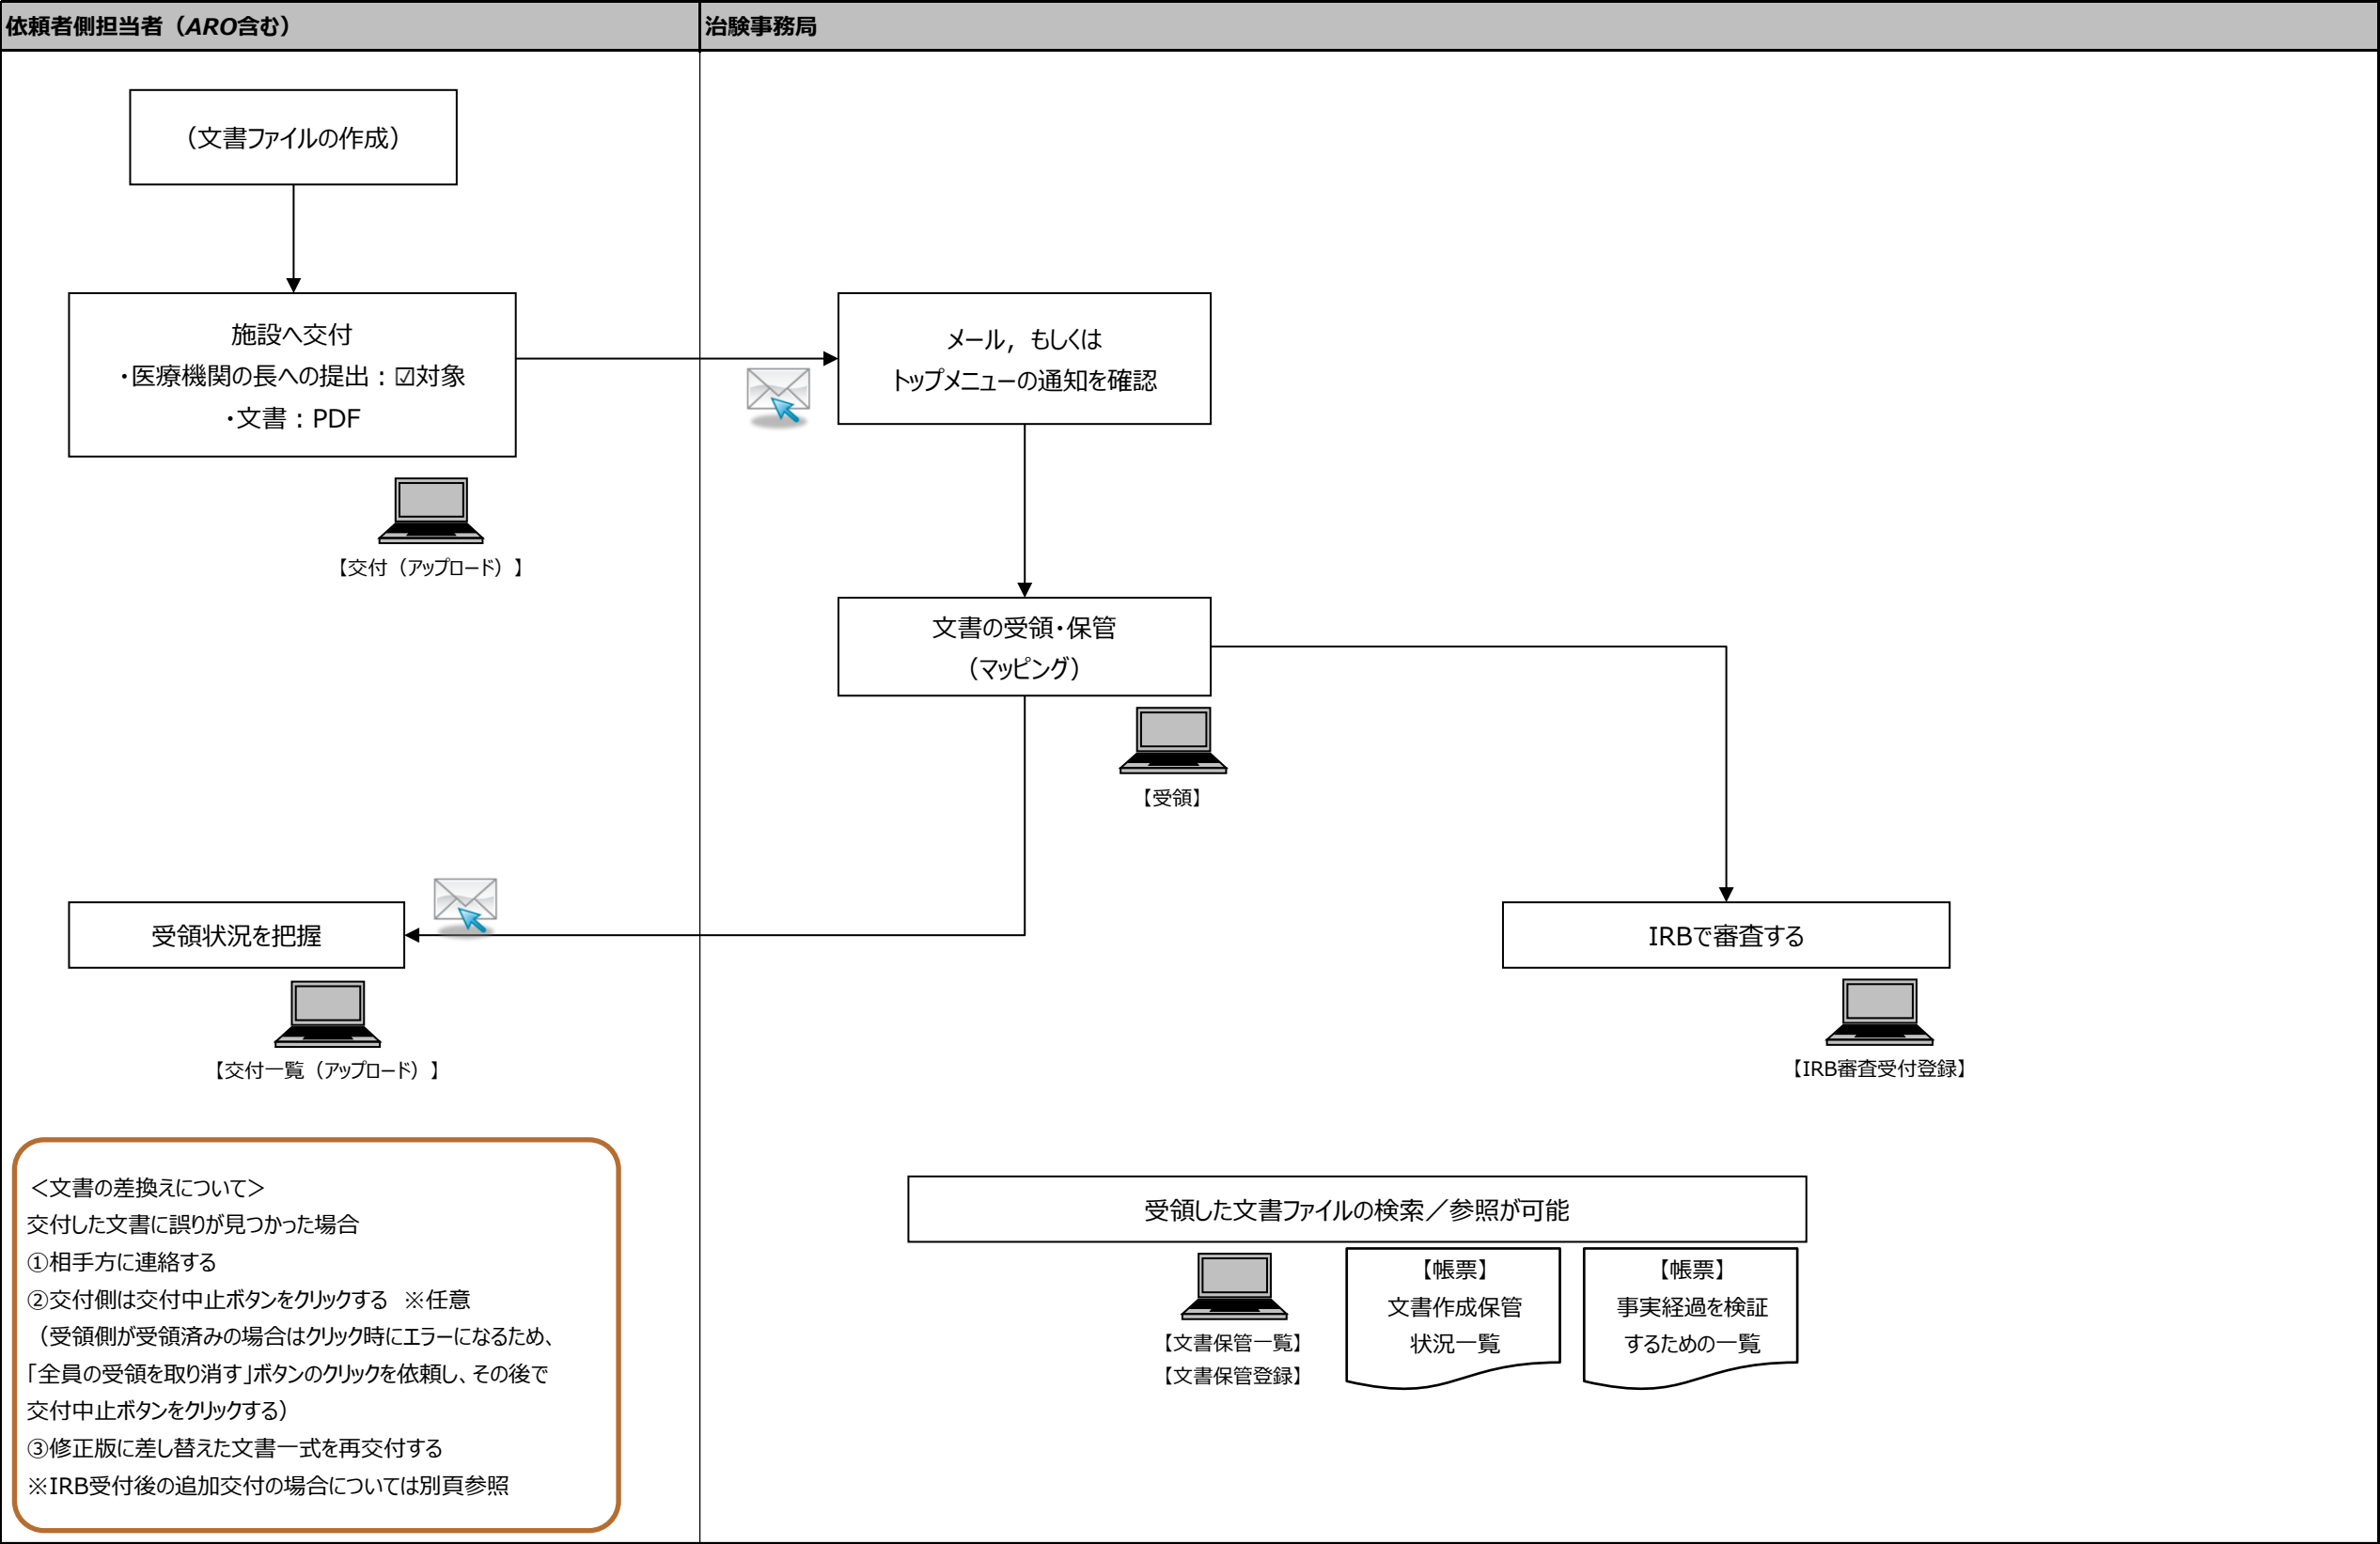 依頼者側担当者（ARO含む）
治験事務局
（文書ファイルの作成）
施設へ交付
・医療機関の長への提出：☑対象
・文書：PDF
【交付（アップロード）】
メール，もしくは
トップメニューの通知を確認
文書の受領・保管
（マッピング）
【受領】
受領状況を把握
【交付一覧（アップロード）】
IRBで審査する
【IRB審査受付登録】
＜文書の差換えについて＞
交付した文書に誤りが見つかった場合
①相手方に連絡する
②交付側は交付中止ボタンをクリックする　※任意
（受領側が受領済みの場合はクリック時にエラーになるため、
「全員の受領を取り消す」ボタンのクリックを依頼し、その後で
交付中止ボタンをクリックする）
③修正版に差し替えた文書一式を再交付する
※IRB受付後の追加交付の場合については別頁参照
受領した文書ファイルの検索／参照が可能
【文書保管一覧】
【文書保管登録】
【帳票】
文書作成保管
状況一覧
【帳票】
事実経過を検証
するための一覧